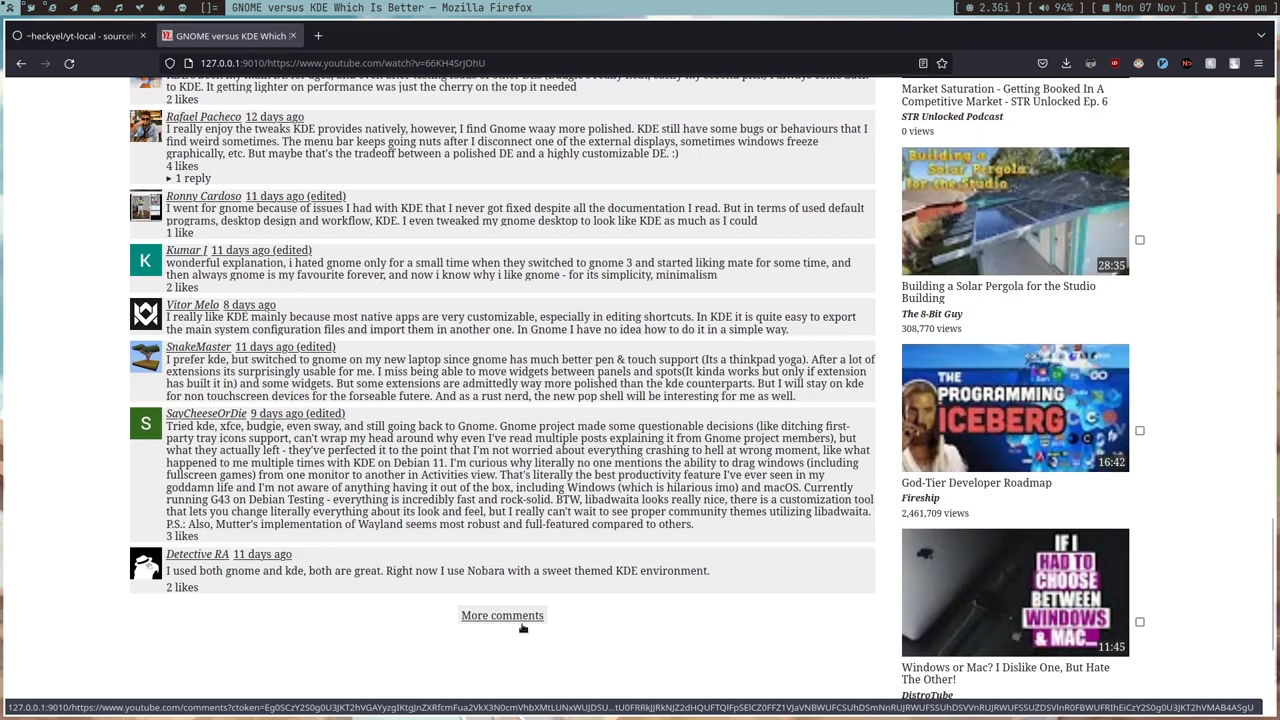 []= GNOME versus KDE Which Is Better — Mozilla Firefox
[ 2.3Gi ] [ 94% ] [ Mon 07 Nov ] [ 09:49 pm ]
~heckyel/yt-local - source
GNOME versus KDE Which
127.0.0.1:9010/https://www.youtube.com/watch?v=66KH4SrJOhU
to KDE. It getting lighter on performance was just the cherry on the top it needed
2 likes
Rafael Pacheco 12 days ago
I really enjoy the tweaks KDE provides natively, however, I find Gnome waay more polished. KDE still have some bugs or behaviours that I
find weird sometimes. The menu bar keeps going nuts after I disconnect one of the external displays, sometimes windows freeze
graphically, etc. But maybe that's the tradeoff between a polished DE and a highly customizable DE. :)
4 likes
▸ 1 reply
Ronny Cardoso 11 days ago (edited)
I went for gnome because of issues I had with KDE that I never got fixed despite all the documentation I read. But in terms of used default
programs, desktop design and workflow, KDE. I even tweaked my gnome desktop to look like KDE as much as I could
1 like
K
Kumar J 11 days ago (edited)
wonderful explanation, i hated gnome only for a small time when they switched to gnome 3 and started liking mate for some time, and
then always gnome is my favourite forever, and now i know why i like gnome - for its simplicity, minimalism
2 likes
Vitor Melo 8 days ago
I really like KDE mainly because most native apps are very customizable, especially in editing shortcuts. In KDE it is quite easy to export
the main system configuration files and import them in another one. In Gnome I have no idea how to do it in a simple way.
SnakeMaster 11 days ago (edited)
I prefer kde, but switched to gnome on my new laptop since gnome has much better pen & touch support (Its a thinkpad yoga). After a lot of
extensions its surprisingly usable for me. I miss being able to move widgets between panels and spots(It kinda works but only if extension
has built it in) and some widgets. But some extensions are admittedly way more polished than the kde counterparts. But I will stay on kde
for non touchscreen devices for the forseable futere. And as a rust nerd, the new pop shell will be interesting for me as well.
S
SayCheeseOrDie 9 days ago (edited)
Tried kde, xfce, budgie, even sway, and still going back to Gnome. Gnome project made some questionable decisions (like ditching first-
party tray icons support, can't wrap my head around why even I've read multiple posts explaining it from Gnome project members), but
what they actually left - they've perfected it to the point that I'm not worried about everything crashing to hell at wrong moment, like what
happened to me multiple times with KDE on Debian 11. I'm curious why literally no one mentions the ability to drag windows (including
fullscreen games) from one monitor to another in Activities view. That's literally the best productivity feature I've ever seen in my
goddamn life and I'm not aware of anything having it out of the box, including Windows (which is hilarious imo) and macOS. Currently
running G43 on Debian Testing - everything is incredibly fast and rock-solid. BTW, libadwaita looks really nice, there is a customization tool
that lets you change literally everything about its look and feel, but I really can't wait to see proper community themes utilizing libadwaita.
P.S.: Also, Mutter's implementation of Wayland seems most robust and full-featured compared to others.
3 likes
Detective RA 11 days ago
I used both gnome and kde, both are great. Right now I use Nobara with a sweet themed KDE environment.
2 likes
More comments
Market Saturation - Getting Booked In A
Competitive Market - STR Unlocked Ep. 6
STR Unlocked Podcast
0 views
Building a
Solar Pergola
for the Studio
28:35
Building a Solar Pergola for the Studio
Building
The 8-Bit Guy
308,770 views
THE
PROGRAMMING
ICEBERG
16:42
God-Tier Developer Roadmap
Fireship
2,461,709 views
IF I
HAD TO
CHOOSE
BETWEEN
WINDOWS
& MAC...
11:45
Windows or Mac? I Dislike One, But Hate
The Other!
DistroTube